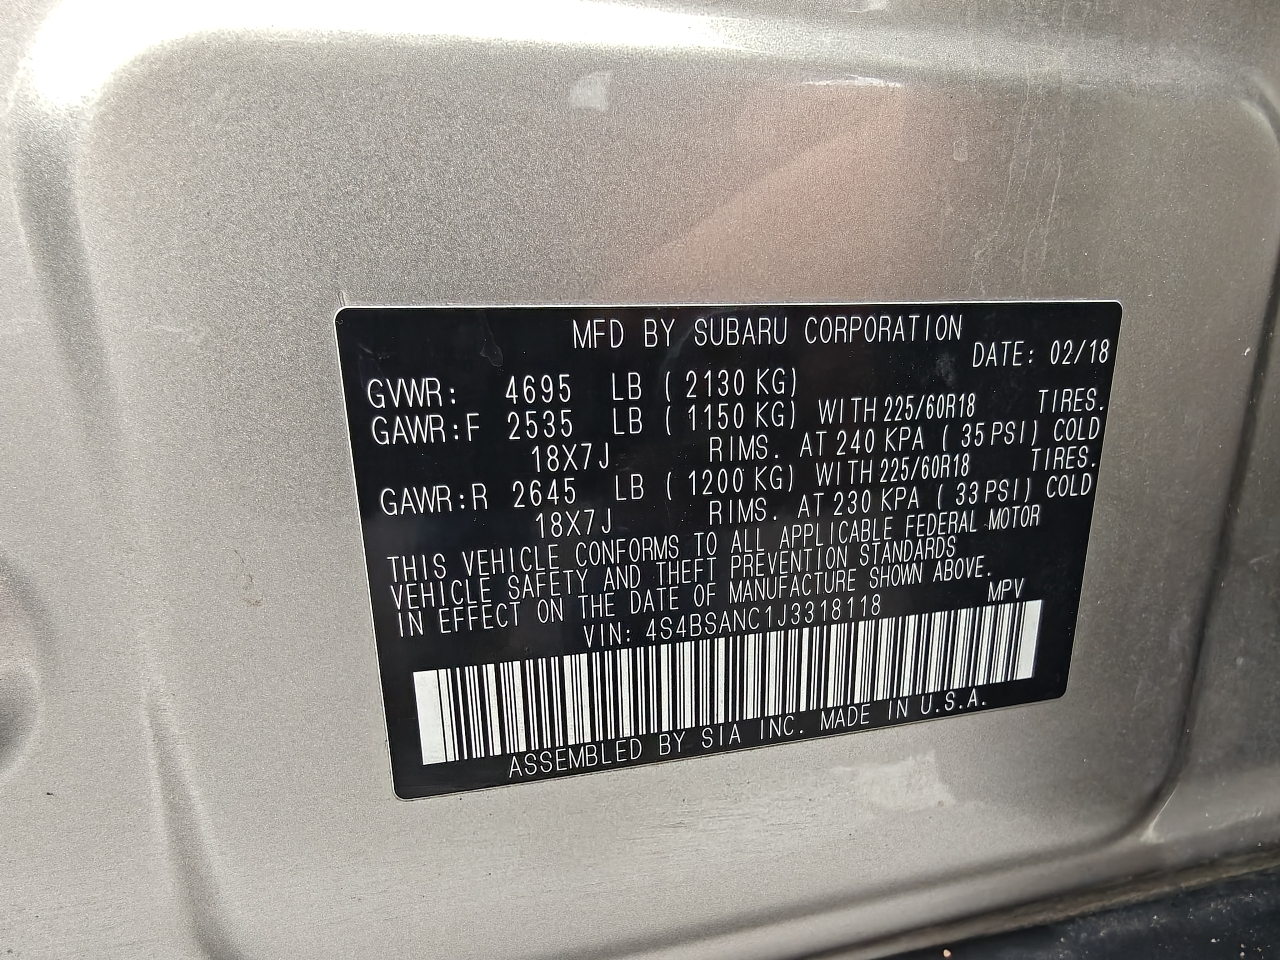 MFD BY SUBARU CORPORATION
DATE: 02/18
GVWR: 4695 LB ( 2130 KG)
GAWR:F 2535 LB ( 1150 KG) WITH 225/60R18 TIRES.
18X7J RIMS. AT 240 KPA ( 35 PSI) COLD
GAWR:R 2645 LB ( 1200 KG) WITH 225/60R18 TIRES.
18X7J RIMS. AT 230 KPA ( 33 PSI) COLD
THIS VEHICLE CONFORMS TO ALL APPLICABLE FEDERAL MOTOR
VEHICLE SAFETY AND THEFT PREVENTION STANDARDS
IN EFFECT ON THE DATE OF MANUFACTURE SHOWN ABOVE.
VIN: 4S4BSANC1J3318118 MPV
ASSEMBLED BY SIA INC. MADE IN U.S.A.